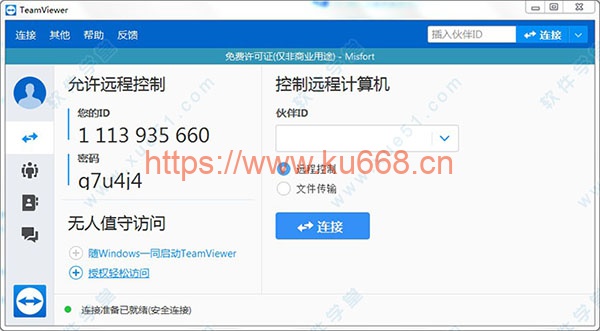 TeamViewer
连接 其他 帮助 反馈
插入伙伴ID 连接
免费许可证(仅非商业用途) - Misfort
允许远程控制
您的ID
1 113 935 660
密码
q7u4j4
无人值守访问
随Windows一同启动TeamViewer
授权轻松访问
控制远程计算机
伙伴ID
https://www.ku668.cn
远程控制
文件传输
连接
连接准备已就绪(安全连接)
软件学堂